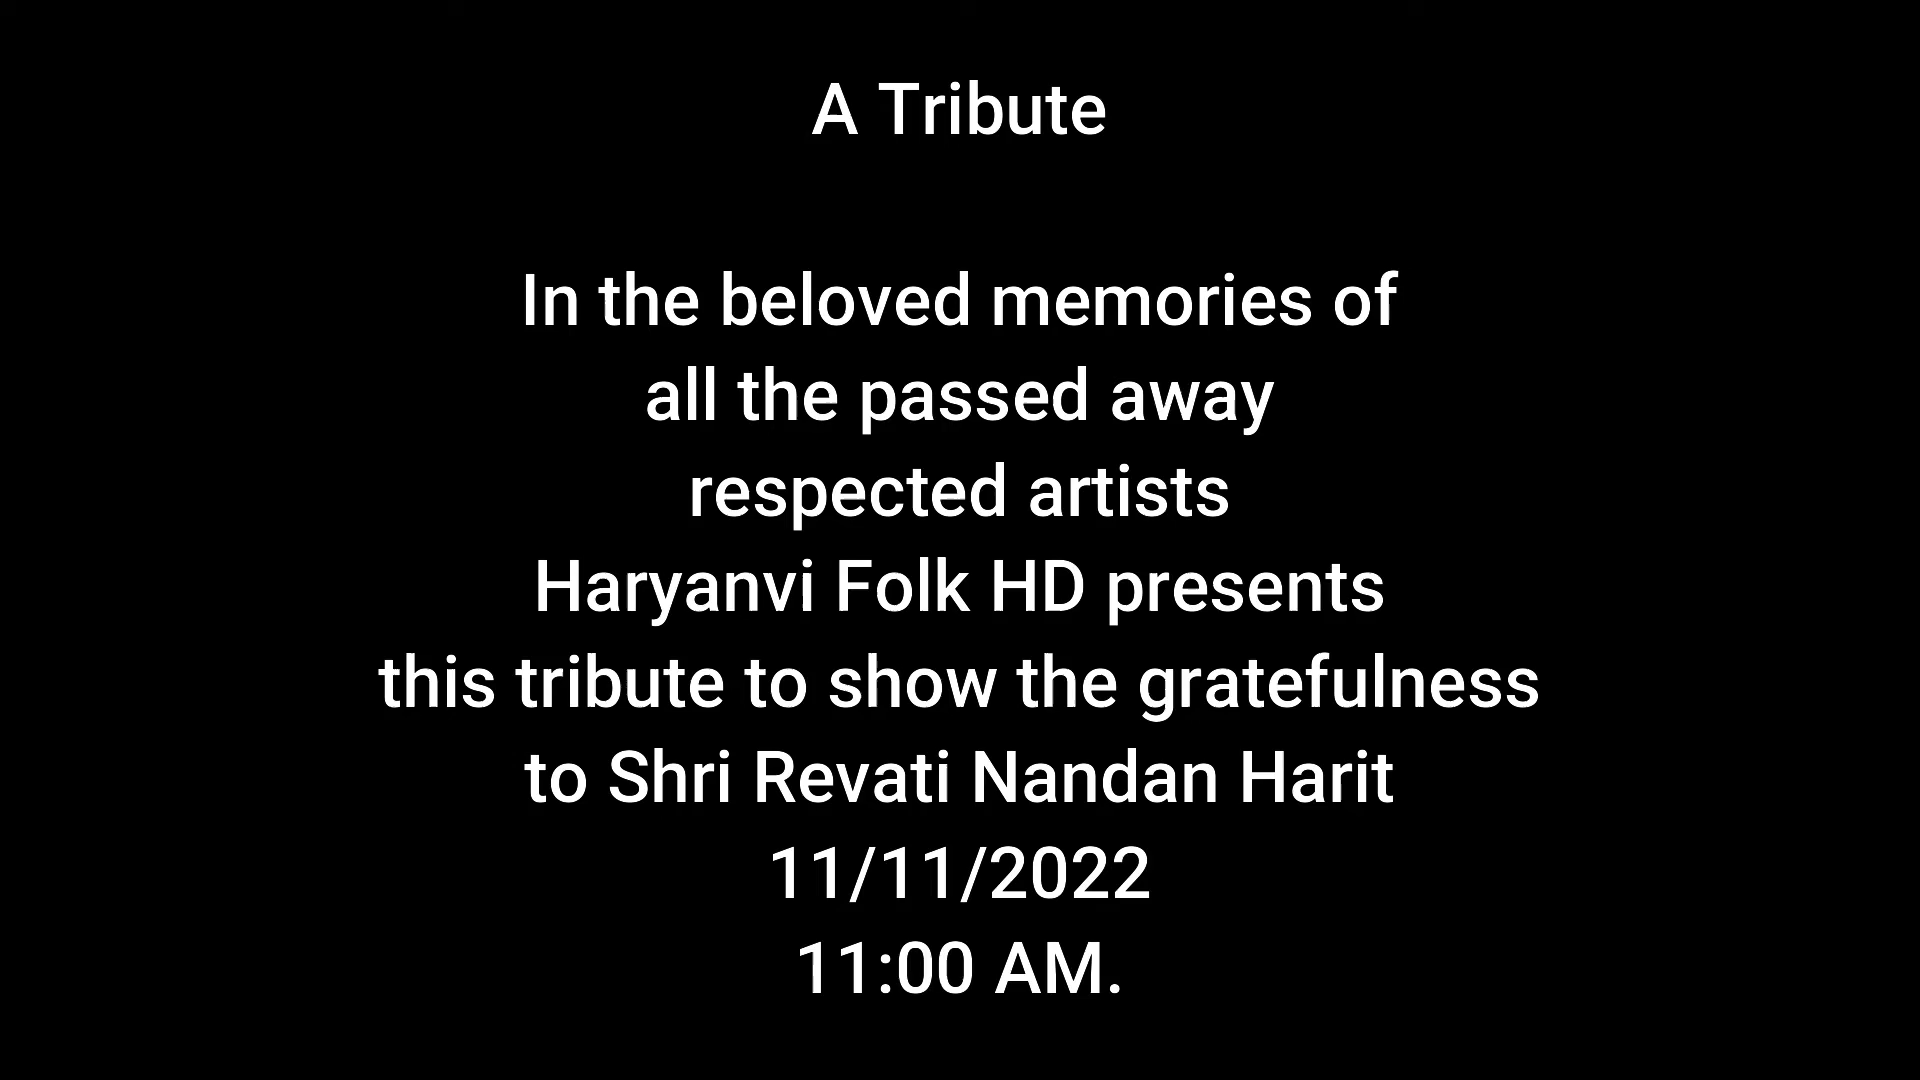 A Tribute
In the beloved memories of
all the passed away
respected artists
Haryanvi Folk HD presents
this tribute to show the gratefulness
to Shri Revati Nandan Harit
11/11/2022
11:00 AM.